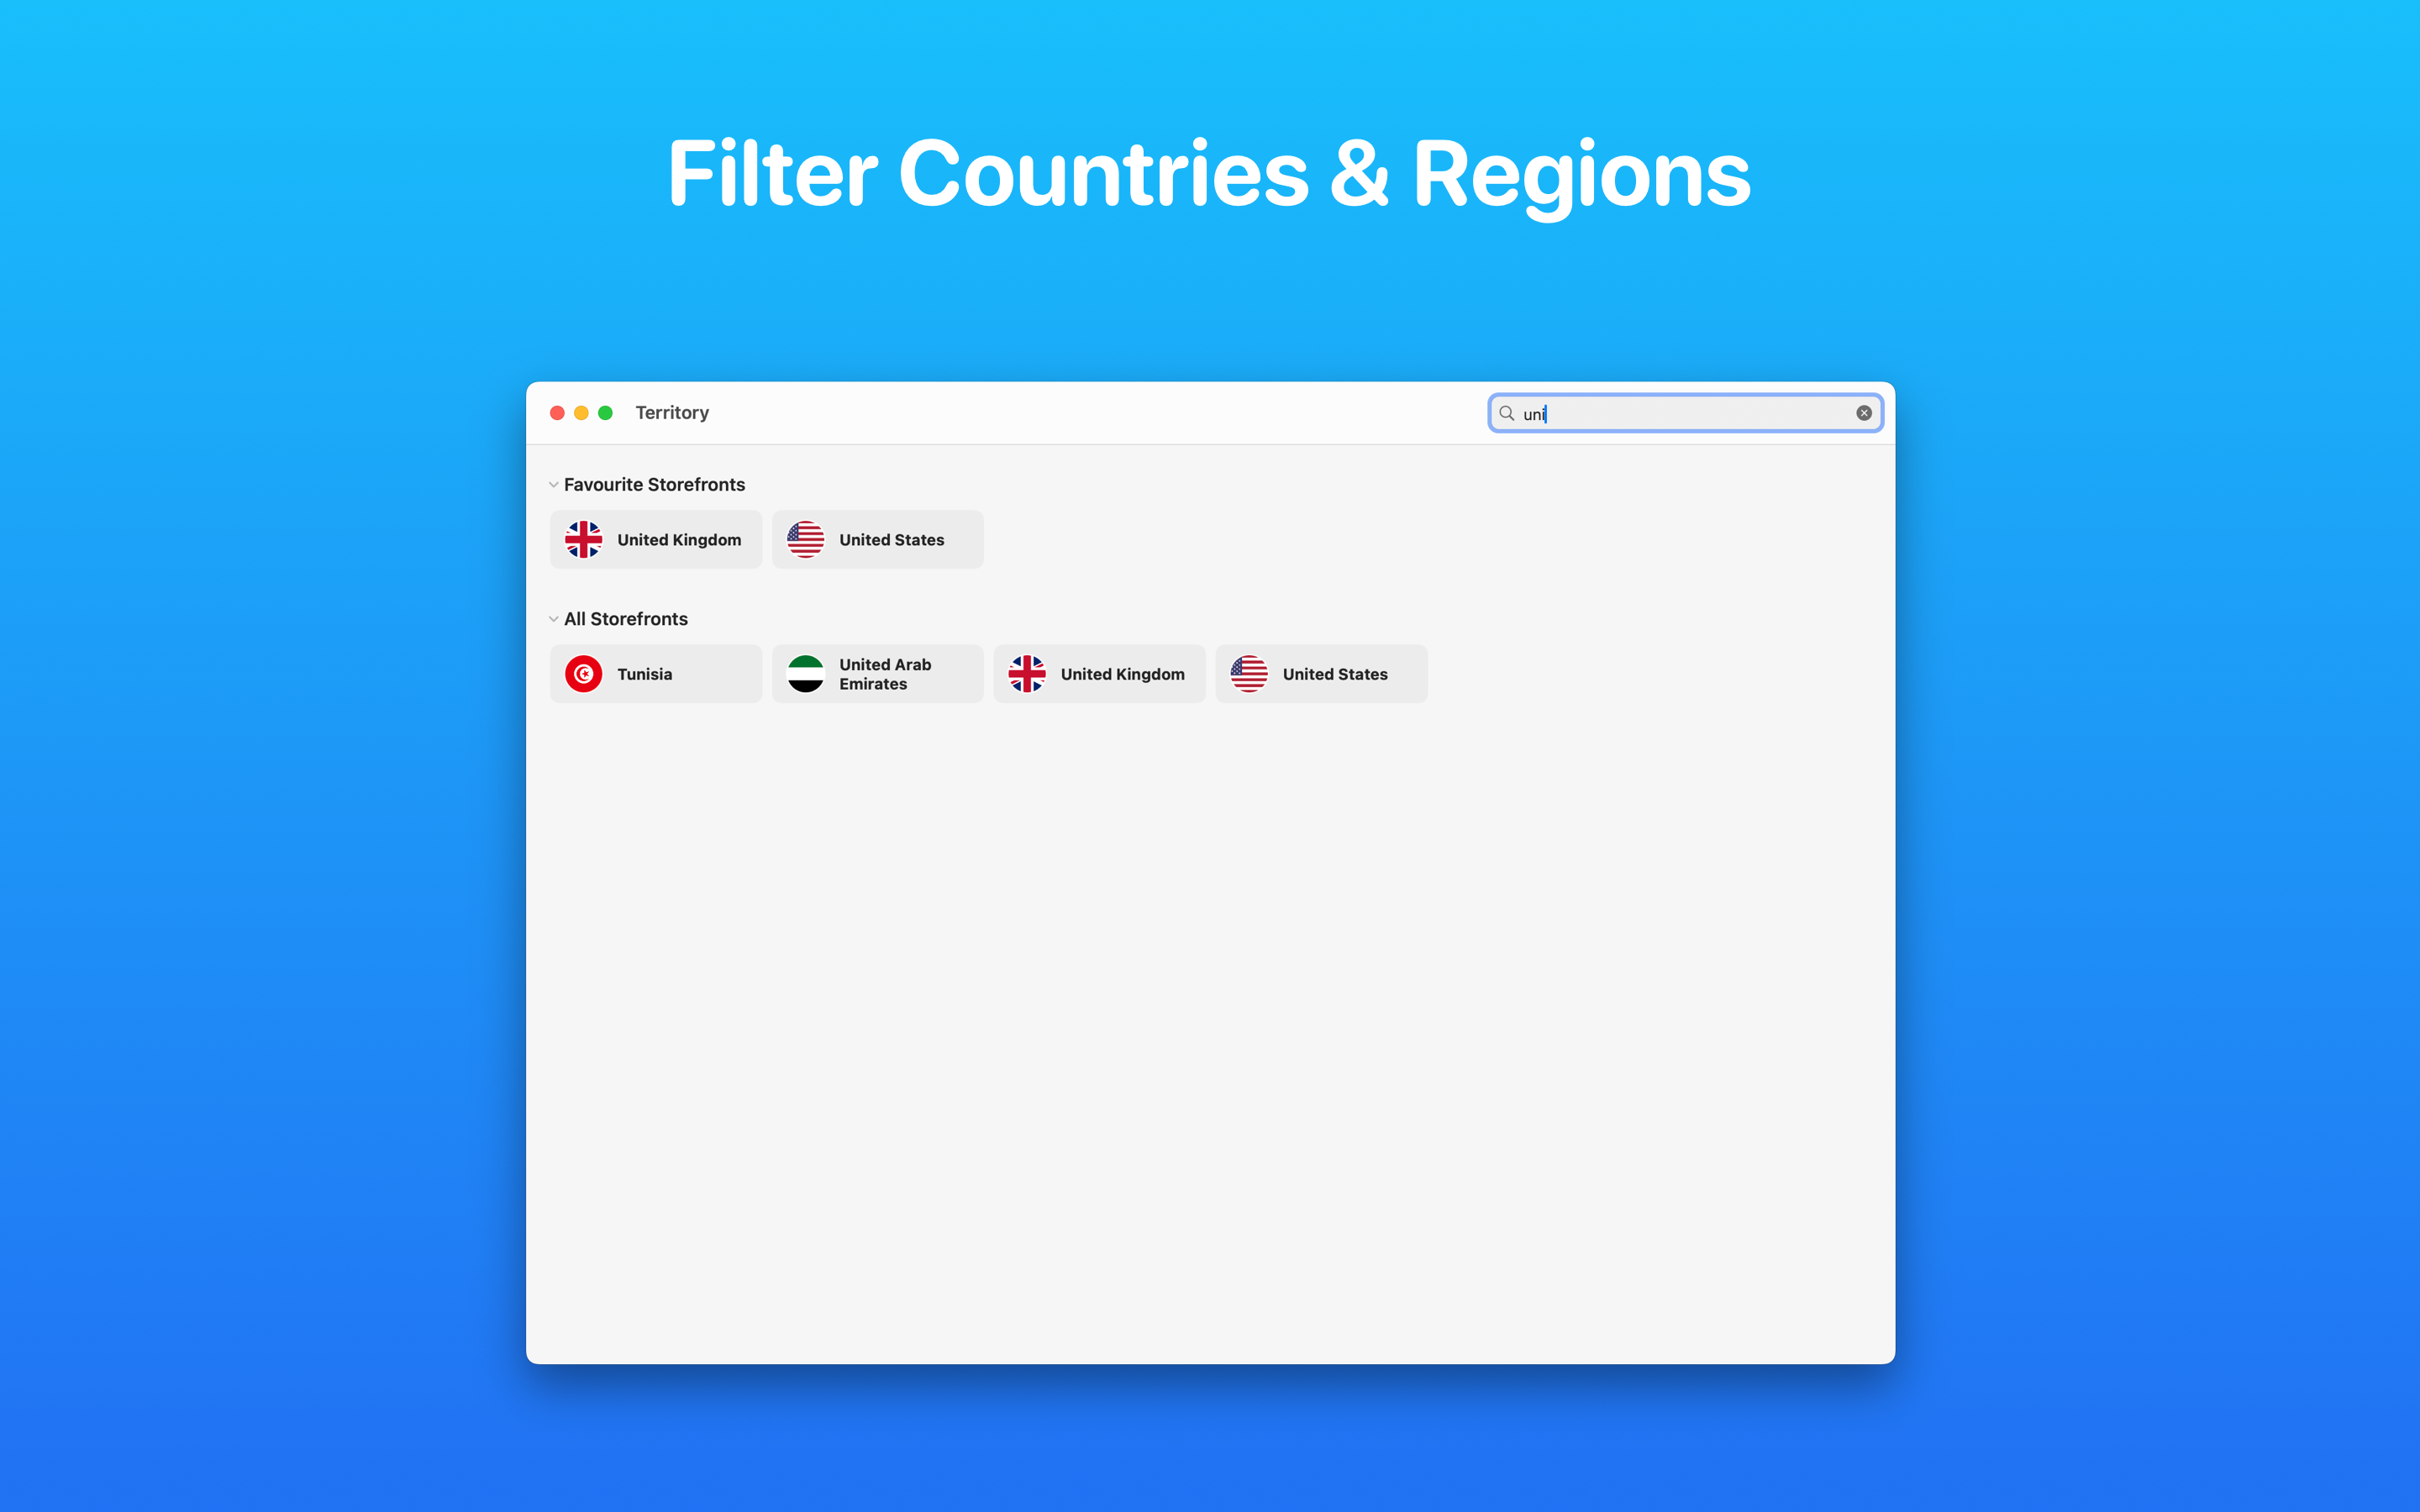 Filter Countries & Regions
Territory
uni
Favourite Storefronts
United Kingdom
United States
All Storefronts
Tunisia
United Arab
Emirates
United Kingdom
United States